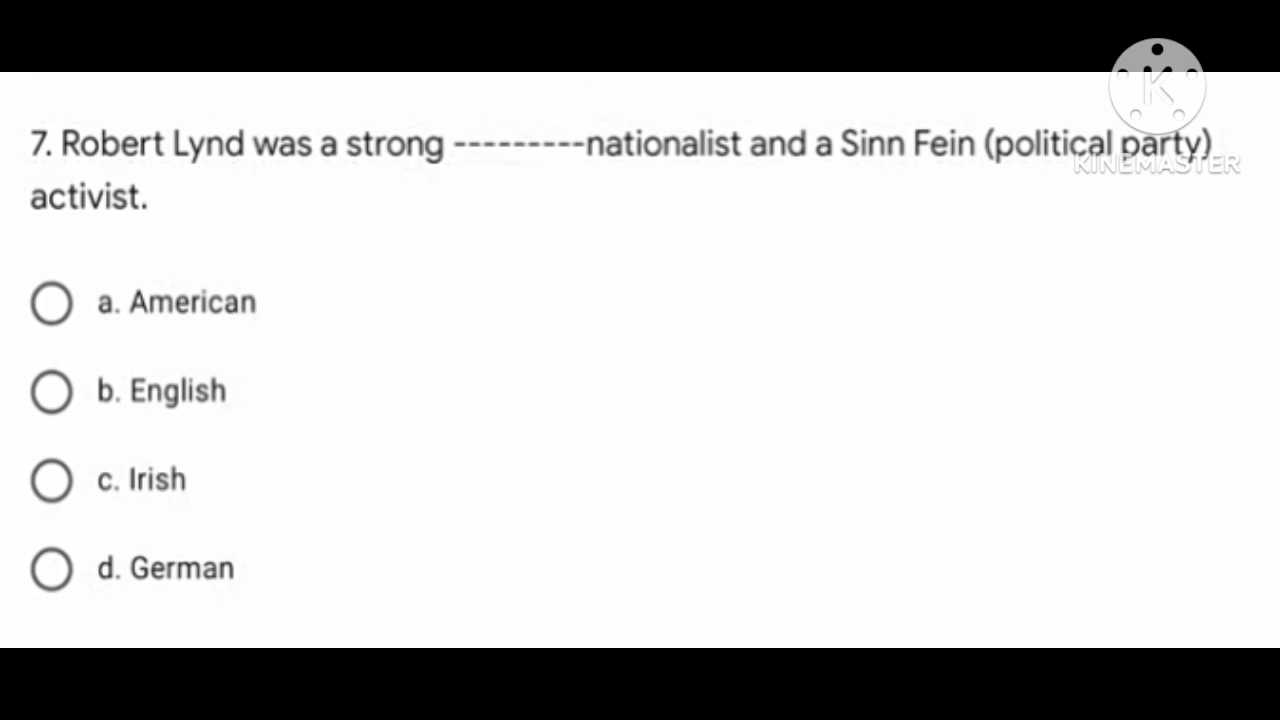 7. Robert Lynd was a strong ---------nationalist and a Sinn Fein (political party)
KINEMASTER
activist.
a. American
b. English
c. Irish
d. German